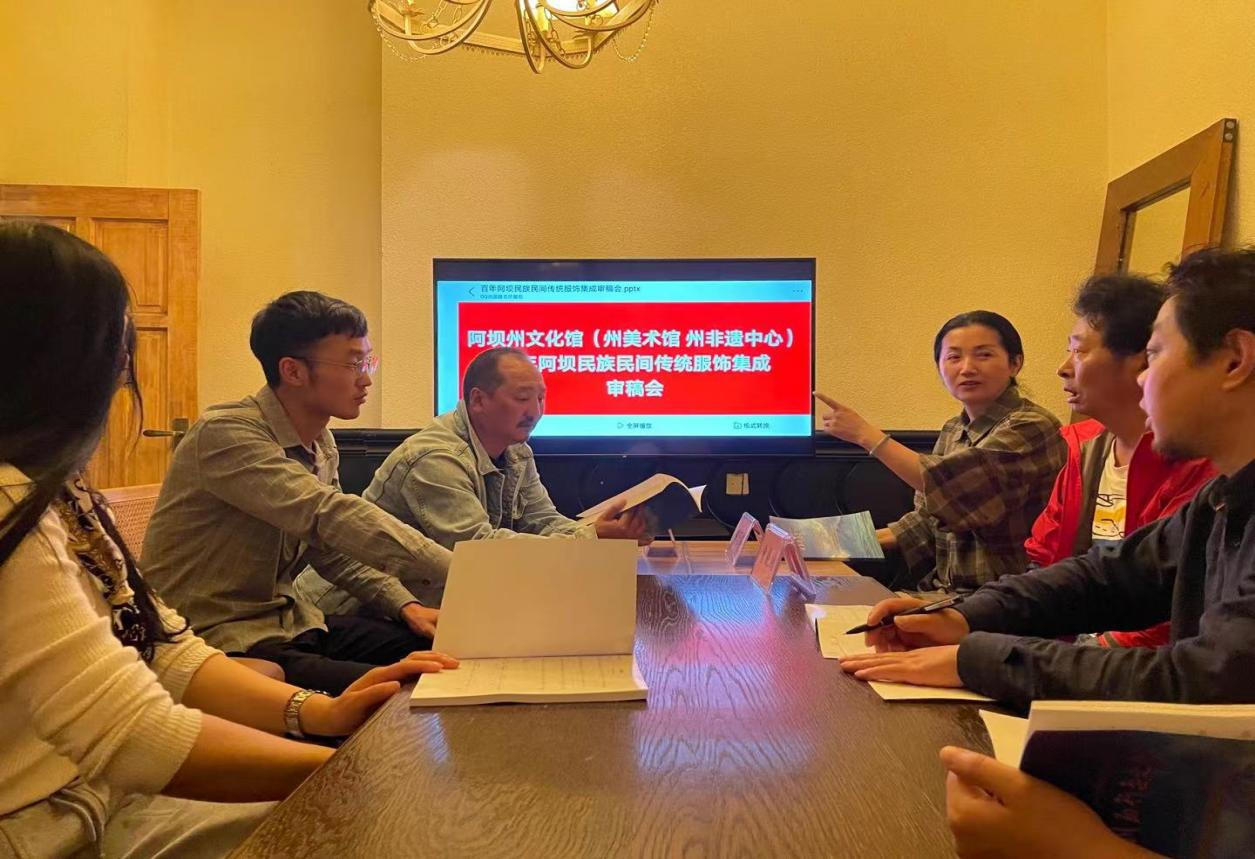 百年阿坝民族民间传统服饰集成审稿会.pptx
阿坝州文化馆（州美术馆 州非遗中心）
阿坝民族民间传统服饰集成
审稿会
全屏播放
格式转换